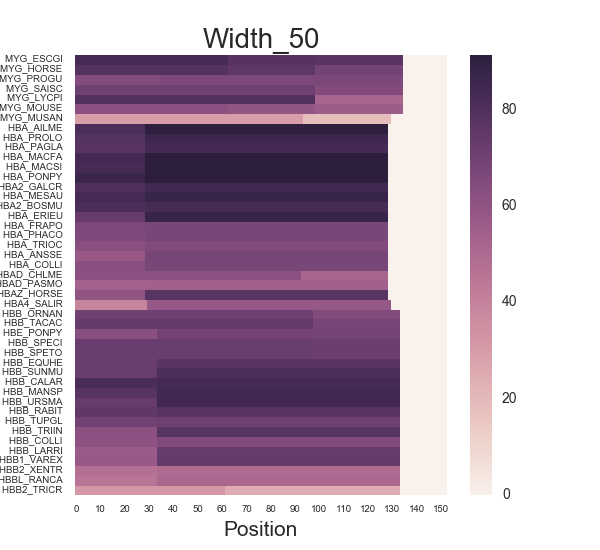 Width_50
MYG_ESCGI
MYG_HORSE
MYG_PROGU
MYG_SAISC
MYG_LYCPI
MYG_MOUSE
MYG_MUSAN
HBA_AILME
HBA_PROLO
HBA_PAGLA
HBA_MACFA
HBA_MACSI
HBA_PONPY
HBA2_GALCR
HBA_MESAU
HBA2_BOSMU
HBA_ERIEU
HBA_FRAPO
HBA_PHACO
HBA_TRIOC
HBA_ANSSE
HBA_COLLI
HBAD_CHLME
HBAD_PASMO
HBAZ_HORSE
HBA4_SALIR
HBB_ORNAN
HBB_TACAC
HBE_PONPY
HBB_SPECI
HBB_SPETO
HBB_EQUHE
HBB_SUNMU
HBB_CALAR
HBB_MANSP
HBB_URSMA
HBB_RABIT
HBB_TUPGL
HBB_TRIIN
HBB_COLLI
HBB_LARRI
HBB1_VAREX
HBB2_XENTR
HBBL_RANCA
HBB2_TRICR
0 10 20 30 40 50 60 70 80 90 100 110 120 130 140 150
Position
80
60
40
20
0